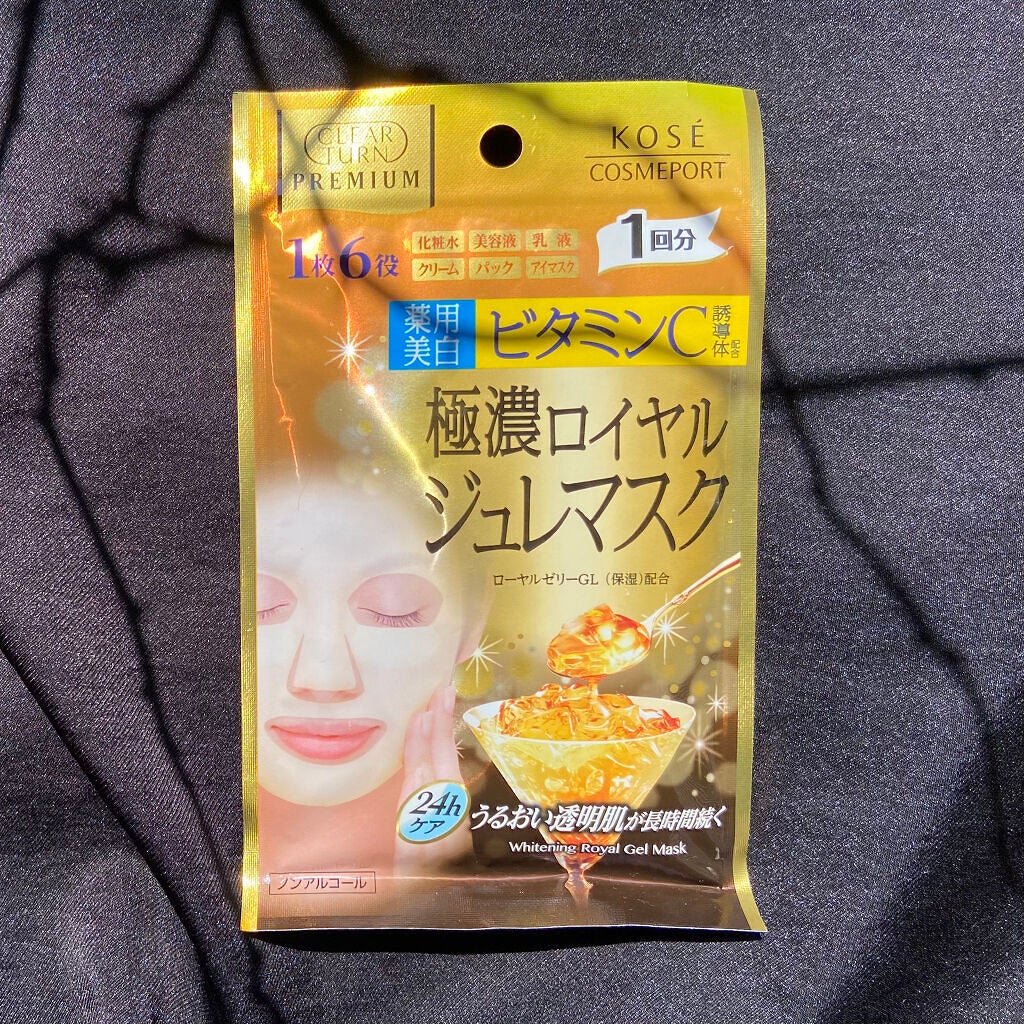 CLEAR
TURN
PREMIUM
KOSÉ
COSMEPORT
1枚6役
化粧水 美容液 乳液
クリーム パック アイマスク
1回分
薬用
美白
ビタミンC誘導体配合
極濃ロイヤル
ジュレマスク
ローヤルゼリーGL（保湿）配合
24h
ケア
うるおい透明肌が長時間続く
Whitening Royal Gel Mask
ノンアルコール